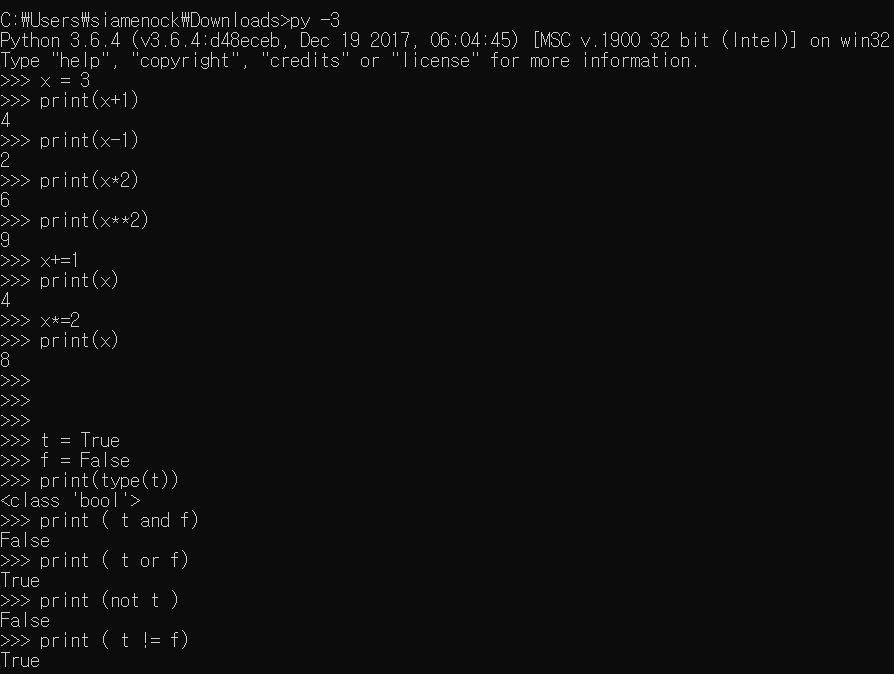 C:₩Users₩siamenock₩Downloads>py -3
Python 3.6.4 (v3.6.4:d48eceb, Dec 19 2017, 06:04:45) [MSC v.1900 32 bit (Intel)] on win32
Type "help", "copyright", "credits" or "license" for more information.
>>> x = 3
>>> print(x+1)
4
>>> print(x-1)
2
>>> print(x*2)
6
>>> print(x**2)
9
>>> x+=1
>>> print(x)
4
>>> x*=2
>>> print(x)
8
>>>
>>>
>>>
>>> t = True
>>> f = False
>>> print(type(t))
<class 'bool'>
>>> print ( t and f)
False
>>> print ( t or f)
True
>>> print (not t )
False
>>> print ( t != f)
True